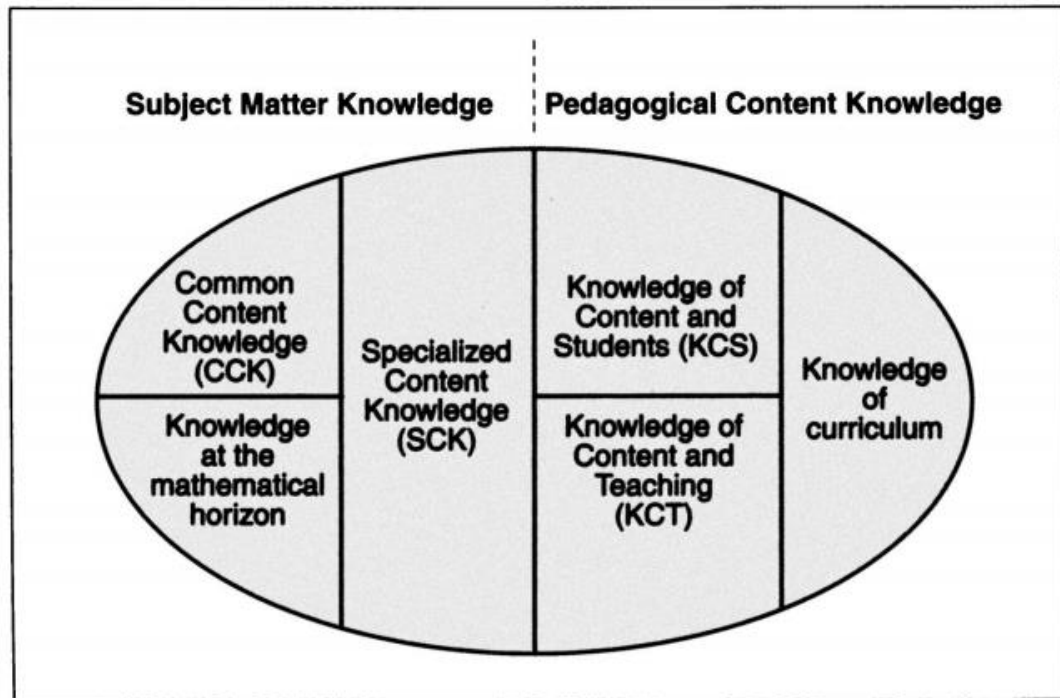 Subject Matter Knowledge
Pedagogical Content Knowledge
Common
Content
Knowledge
(CCK)
Knowledge
at the
mathematical
horizon
Specialized
Content
Knowledge
(SCK)
Knowledge of
Content and
Students (KCS)
Knowledge of
Content and
Teaching
(KCT)
Knowledge
of
curriculum